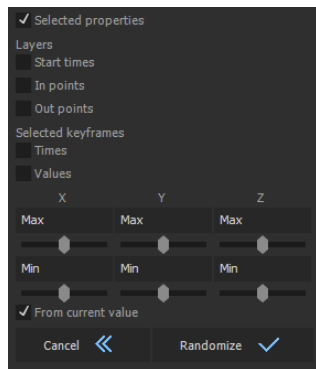 Selected properties
Layers
Start times
In points
Out points
Selected keyframes
Times
Values
X Y Z
Max Max Max
Min Min Min
From current value
Cancel Randomize